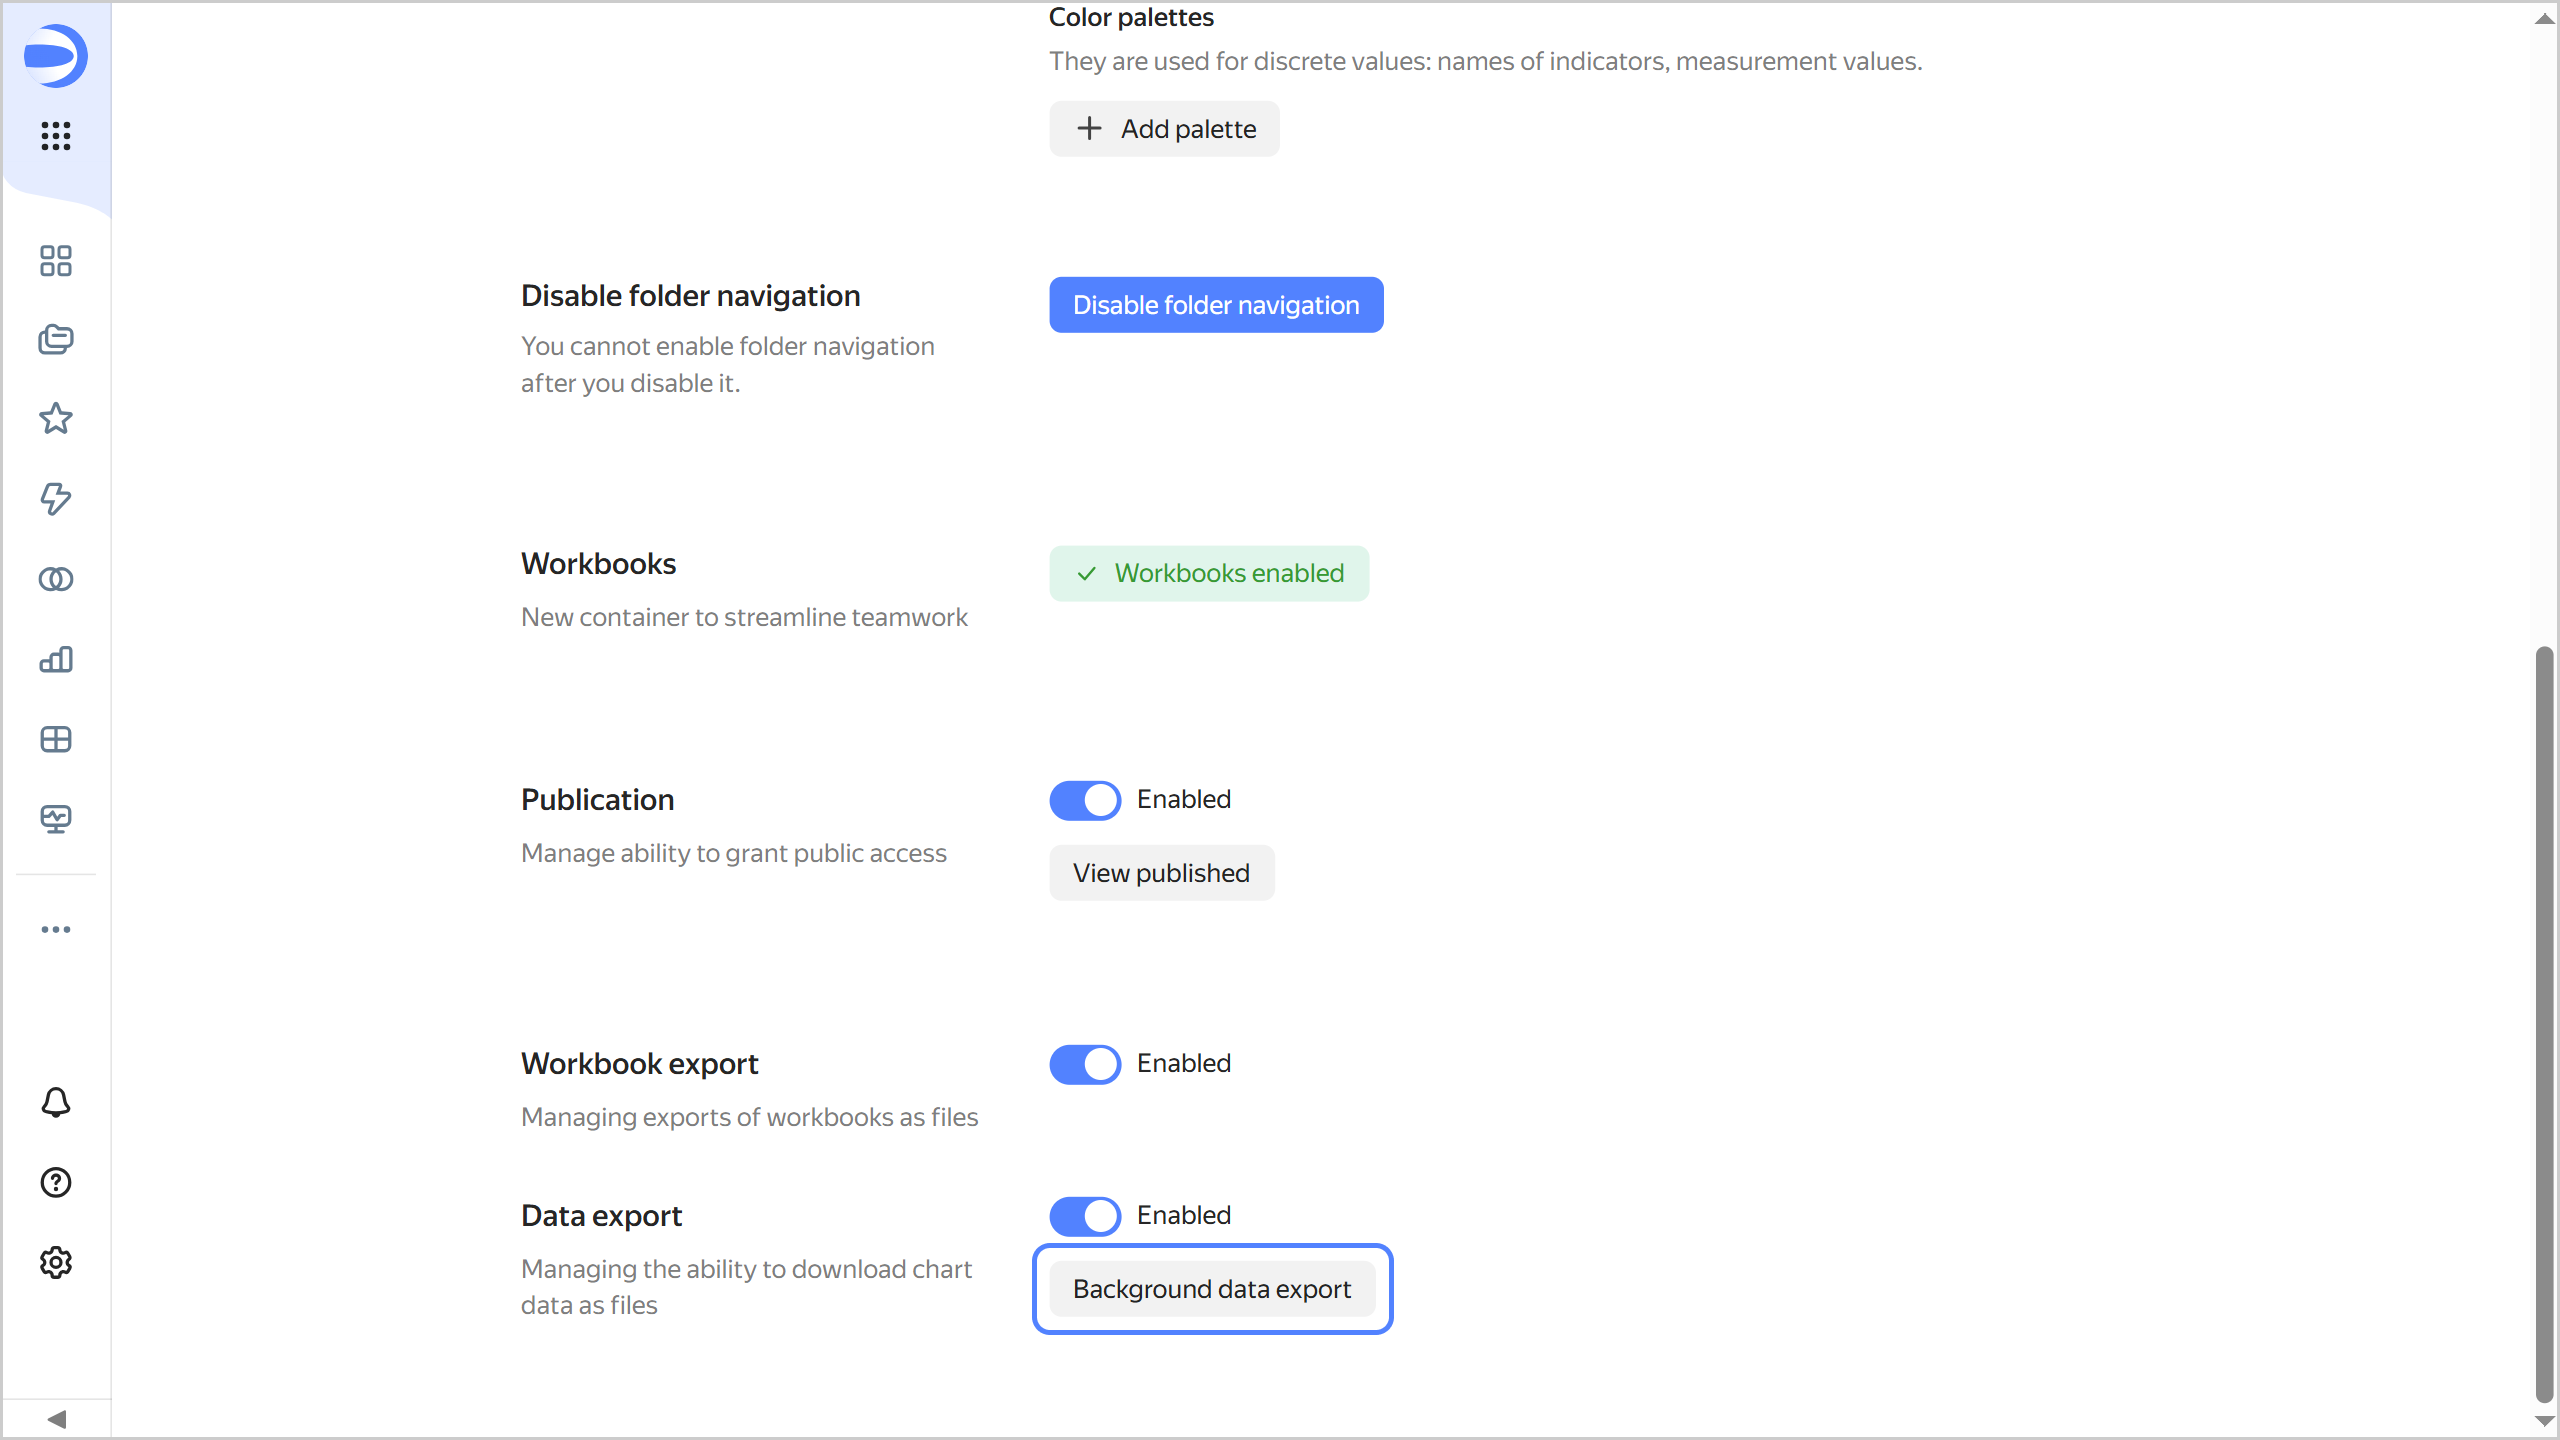 Color palettes
They are used for discrete values: names of indicators, measurement values.
Add palette
Disable folder navigation
You cannot enable folder navigation
after you disable it.
Disable folder navigation
Workbooks
New container to streamline teamwork
Workbooks enabled
Publication
Manage ability to grant public access
Enabled
View published
Workbook export
Managing exports of workbooks as files
Enabled
Data export
Managing the ability to download chart
data as files
Enabled
Background data export